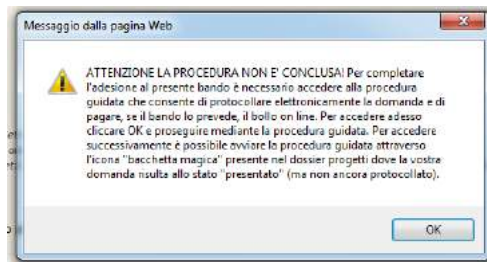 Messaggio dalla pagina Web
ATTENZIONE LA PROCEDURA NON E' CONCLUSA! Per completare
l'adesione al presente bando è necessario accedere alla procedura
guidata che consente di protocollare elettronicamente la domanda e di
pagare, se il bando lo prevede, il bollo on line. Per accedere adesso
cliccare OK e proseguire mediante la procedura guidata. Per accedere
successivamente è possibile avviare la procedura guidata attraverso
l'icona "bacchetta magica" presente nel dossier progetti dove la vostra
domanda risulta allo stato "presentato" (ma non ancora protocollato).
OK